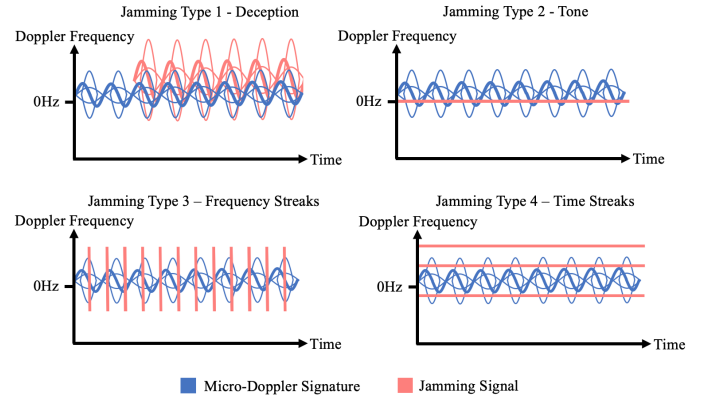 Jamming Type 1 - Deception
Doppler Frequency
0Hz
Time
Jamming Type 2 - Tone
Doppler Frequency
0Hz
Time
Jamming Type 3 – Frequency Streaks
Doppler Frequency
0Hz
Time
Jamming Type 4 – Time Streaks
Doppler Frequency
0Hz
Time
Micro-Doppler Signature
Jamming Signal